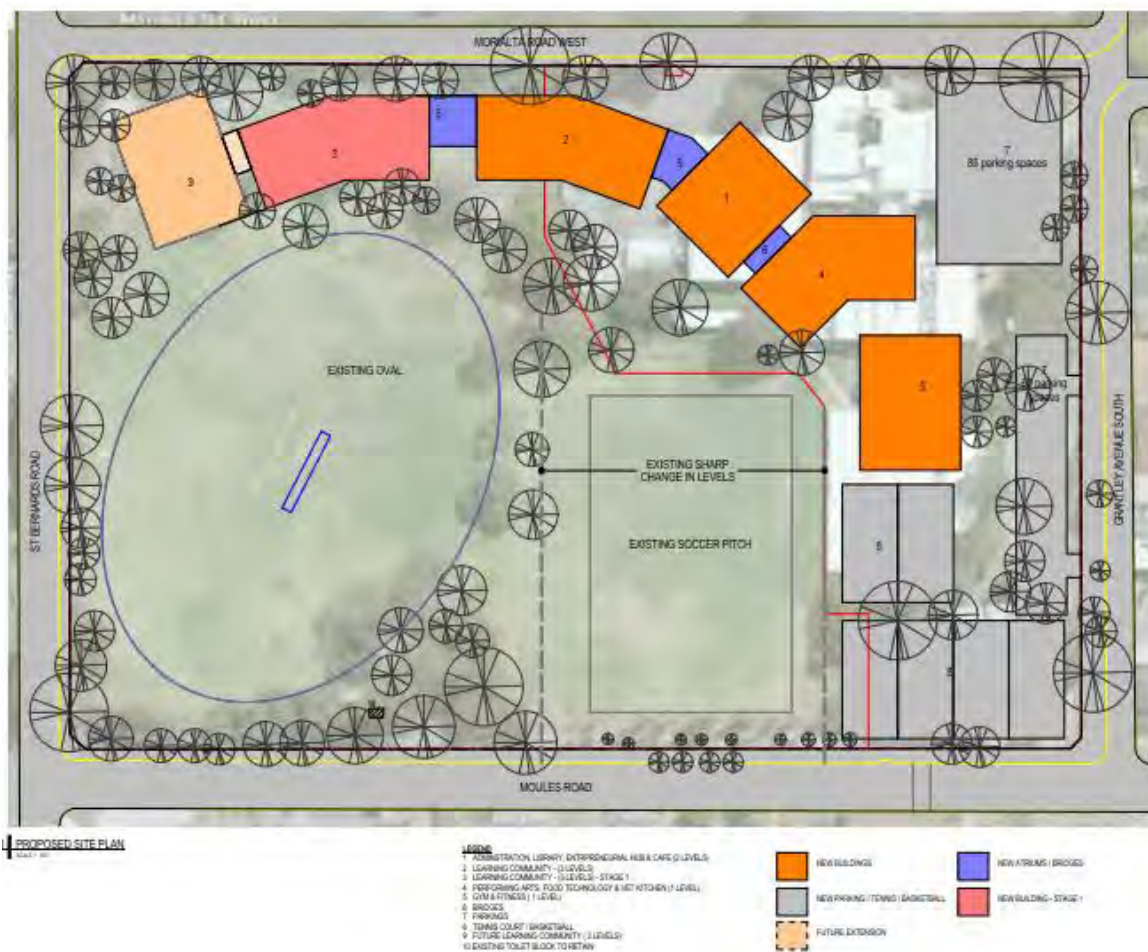 MORIALTA ROAD WEST
7
88 parking spaces
3
2
1
9
4
6
EXISTING OVAL
5
7
parking
spaces
ST BERNARDS ROAD
GRANTLEY AVENUE SOUTH
EXISTING SHARP
CHANGE IN LEVELS
EXISTING SOCCER PITCH
8
8
MOULES ROAD
PROPOSED SITE PLAN
LEGEND
1 ADMINISTRATION, LIBRARY, ENTREPRENEURIAL HUB & CAFE (2 LEVELS)
2 LEARNING COMMUNITY - (3 LEVELS)
3 LEARNING COMMUNITY - (3 LEVELS) - STAGE 1
4 PERFORMING ARTS, FOOD TECHNOLOGY & VET KITCHEN (1 LEVEL)
5 GYM & FITNESS (1 LEVEL)
6 BRIDGES
7 PARKINGS
8 TENNIS COURT / BASKETBALL
9 FUTURE LEARNING COMMUNITY (3 LEVELS)
10 EXISTING TOILET BLOCK TO RETAIN
NEW BUILDINGS
NEW ATRIUMS / BRIDGES
NEW PARKING / TENNIS / BASKETBALL
NEW BUILDING - STAGE 1
FUTURE EXTENSION